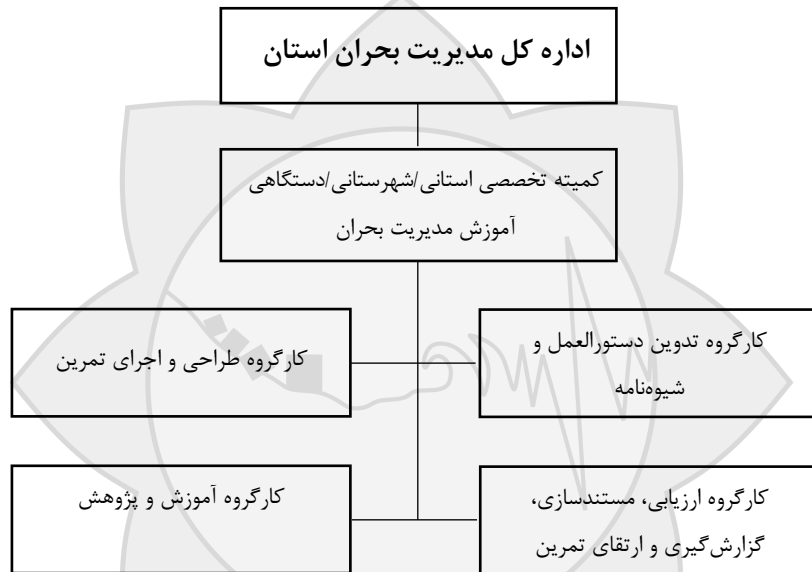 اداره کل مدیریت بحران استان
کمیته تخصصی استانی/شهرستانی/دستگاهی
آموزش مدیریت بحران
کارگروه تدوین دستورالعمل و
شیوه‌نامه
کارگروه طراحی و اجرای تمرین
کارگروه ارزیابی، مستندسازی،
گزارش‌گیری و ارتقای تمرین
کارگروه آموزش و پژوهش